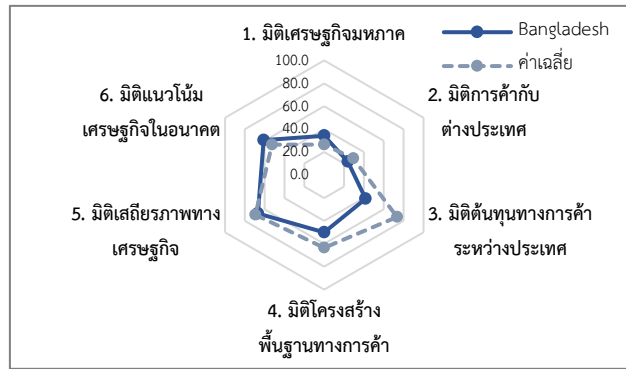 1. มิติเศรษฐกิจมหภาค
Bangladesh
ค่าเฉลี่ย
100.0
80.0
60.0
40.0
20.0
0.0
2. มิติการค้ากับ
ต่างประเทศ
3. มิติต้นทุนทางการค้า
ระหว่างประเทศ
4. มิติโครงสร้าง
พื้นฐานทางการค้า
5. มิติเสถียรภาพทาง
เศรษฐกิจ
6. มิติแนวโน้ม
เศรษฐกิจในอนาคต